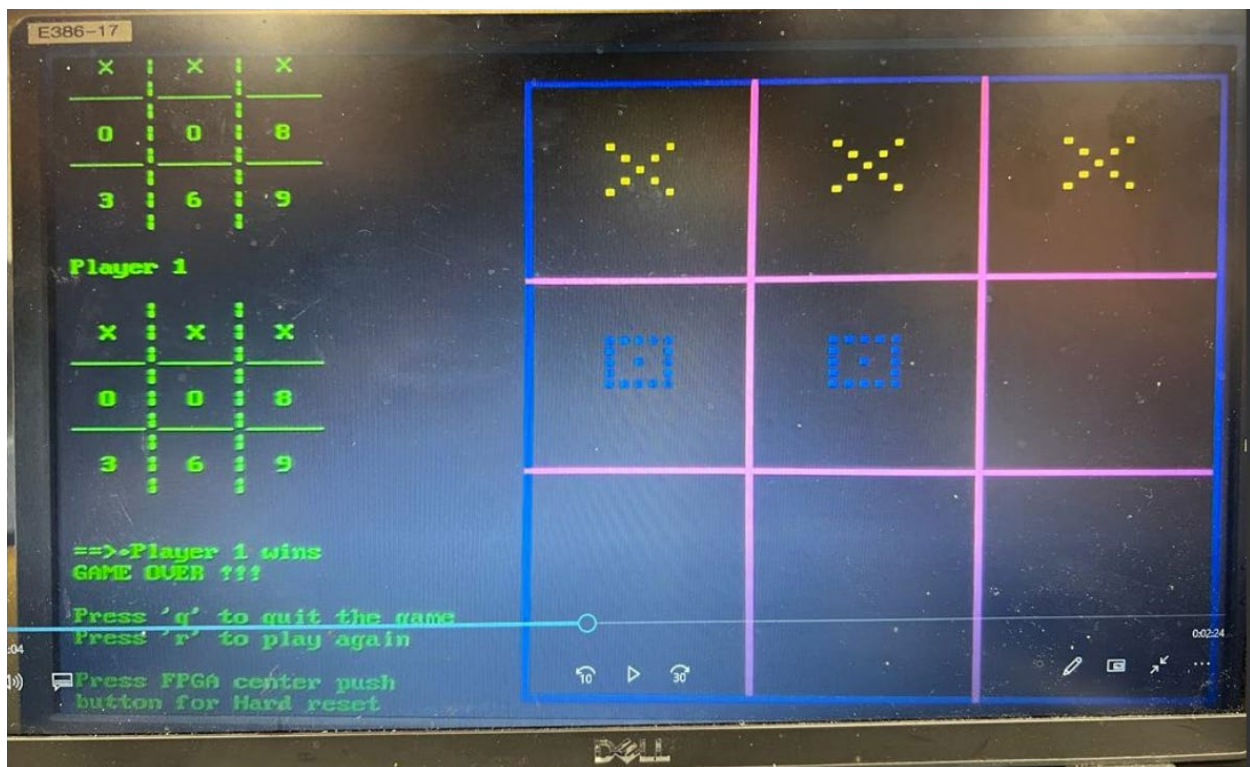 E386-17
X X X
0 0 8
3 6 9
Player 1
X X X
0 0 8
3 6 9
==>Player 1 wins
GAME OVER !!!
Press 'q' to quit the game
Press 'r' to play again
Press FPGA center push
button for Hard reset
:04
0:02:24
10
30
DELL